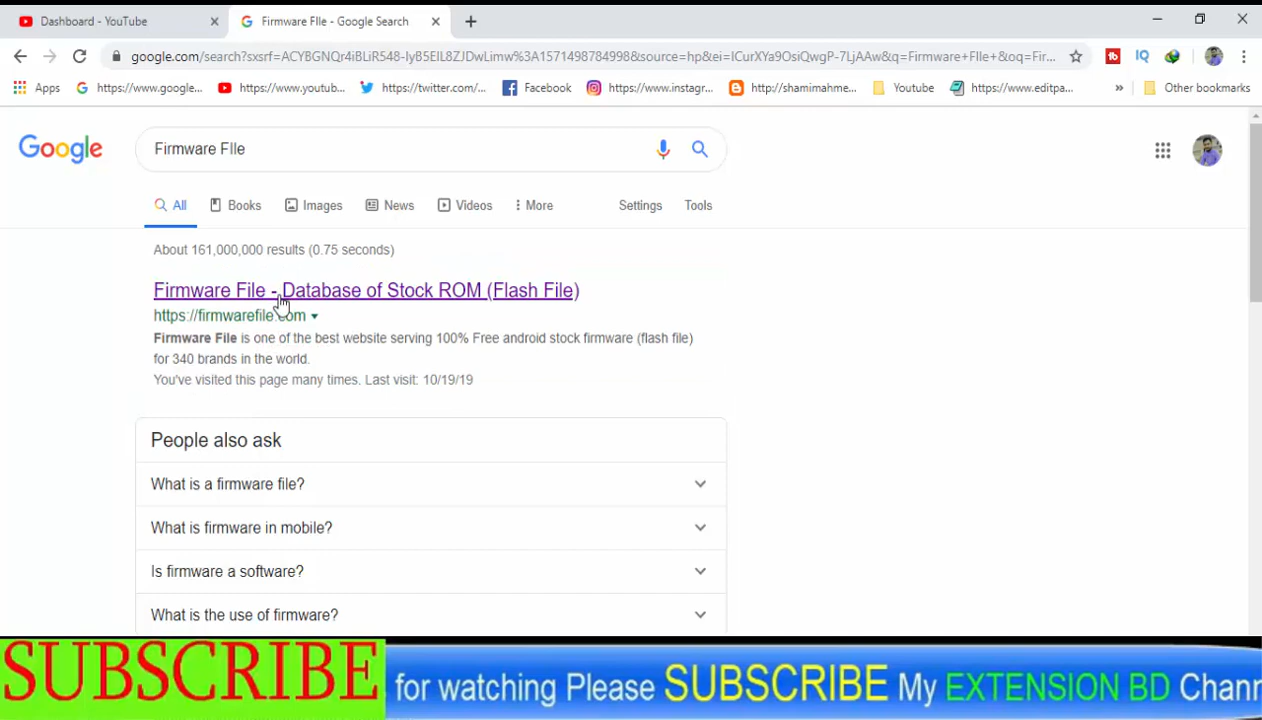 Dashboard - YouTube
Firmware FIle - Google Search
google.com/search?sxsrf=ACYBGNQr4iBLiR548-lyB5EIL8ZJDwLimw%3A1571498784998&source=hp&ei=ICurXYa9OsiQwgP-7LjAAw&q=Firmware+FIle+&oq=Fir...
Apps https://www.google... https://www.youtub... https://twitter.com/... Facebook https://www.instagr... http://shamimahme... Youtube https://www.editpa... » Other bookmarks
Google
Firmware FIle
All Books Images News Videos More Settings Tools
About 161,000,000 results (0.75 seconds)
Firmware File - Database of Stock ROM (Flash File)
https://firmwarefile.com
Firmware File is one of the best website serving 100% Free android stock firmware (flash file)
for 340 brands in the world.
You've visited this page many times. Last visit: 10/19/19
People also ask
What is a firmware file?
What is firmware in mobile?
Is firmware a software?
What is the use of firmware?
SUBSCRIBE for watching Please SUBSCRIBE My EXTENSION BD Chanr